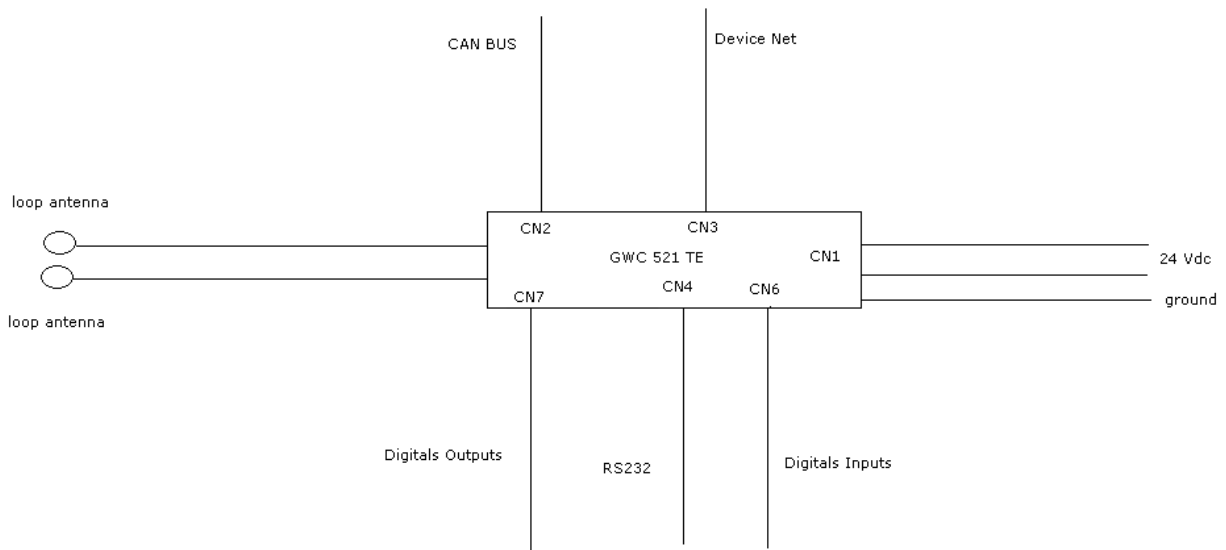 Device Net
CAN BUS
loop antenna
CN2
CN3
GWC 521 TE
CN1
24 Vdc
CN4
CN6
CN7
ground
loop antenna
Digitals Outputs
RS232
Digitals Inputs